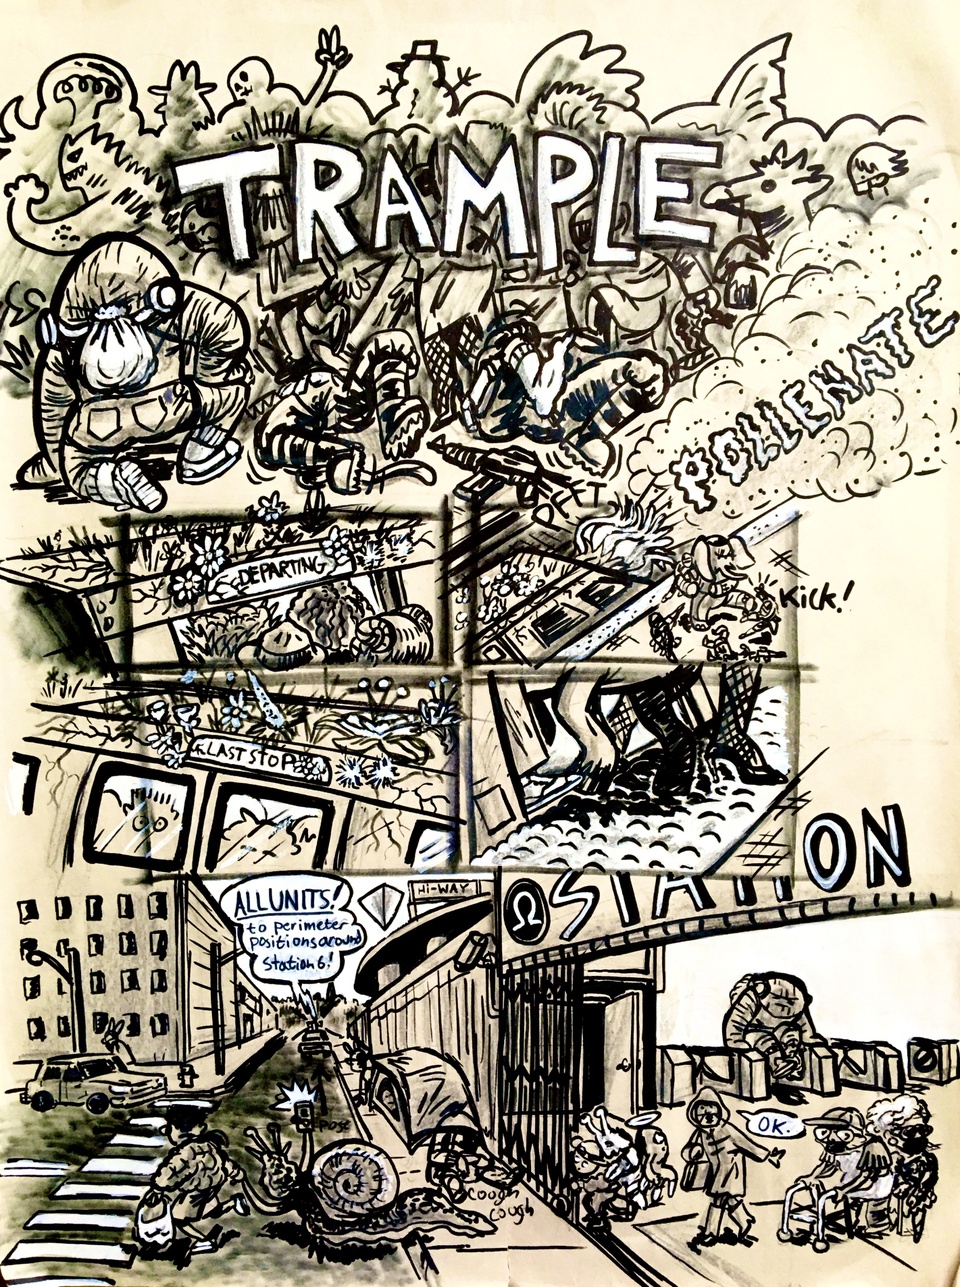 TRAMPLE
POLLENATE
DEPARTING
Kick!
LAST STOP
STATION
Ω
ALL UNITS!
to perimeter
positions around
Station 6!
Hi-WAY
OK.
POSE
cough
cough